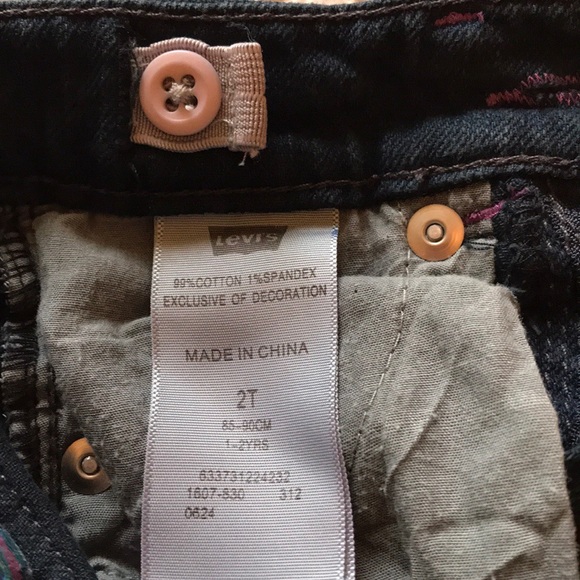 Levi's
99%COTTON 1%SPANDEX
EXCLUSIVE OF DECORATION
MADE IN CHINA
2T
85-90CM
1-2YRS
633731224232
1607-830 312
0624